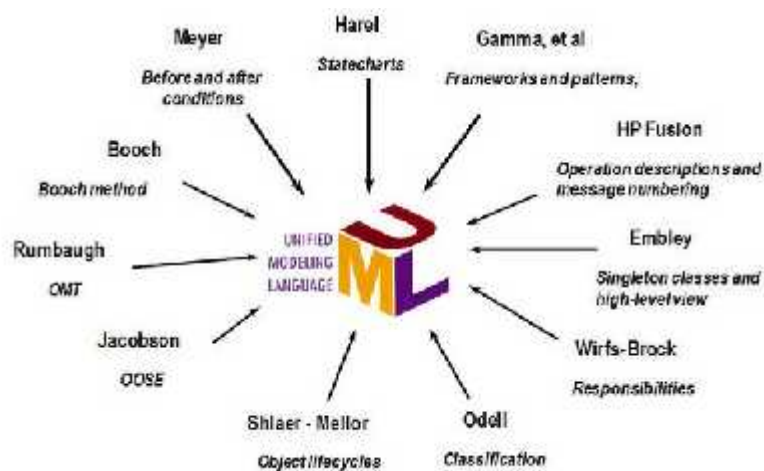 Meyer
Before and after
conditions
Harel
Statecharts
Gamma, et al
Frameworks and patterns,
HP Fusion
Operation descriptions and
message numbering
Embley
Singleton classes and
high-level view
Wirfs-Brock
Responsibilities
Odell
Classification
Shlaer - Mellor
Object lifecycles
Jacobson
OOSE
Rumbaugh
OMT
Booch
Booch method
UNIFIED
MODELING
LANGUAGE
UML